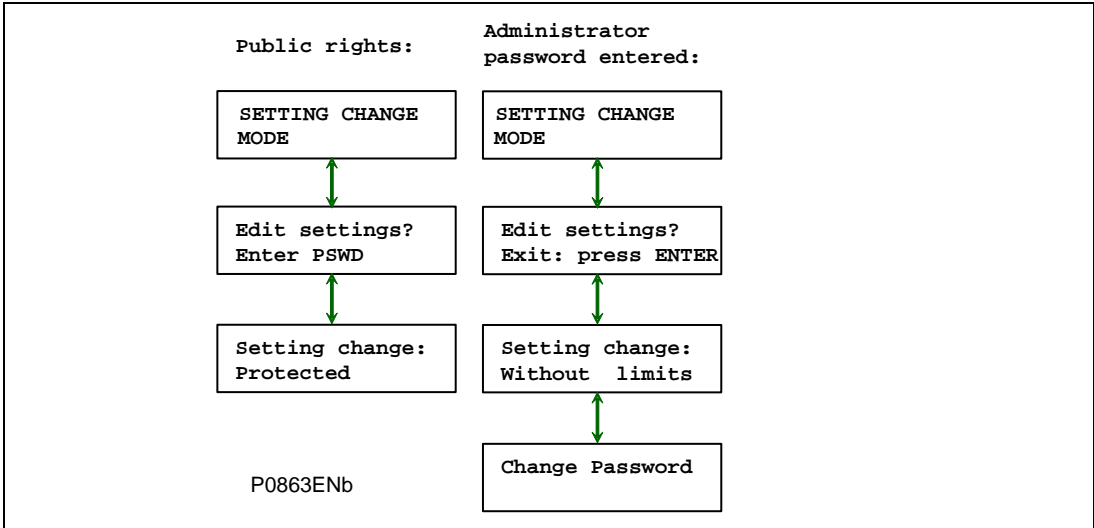 Public rights:
SETTING CHANGE
MODE
Edit settings?
Enter PSWD
Setting change:
Protected
Administrator
password entered:
SETTING CHANGE
MODE
Edit settings?
Exit: press ENTER
Setting change:
Without limits
Change Password
P0863ENb